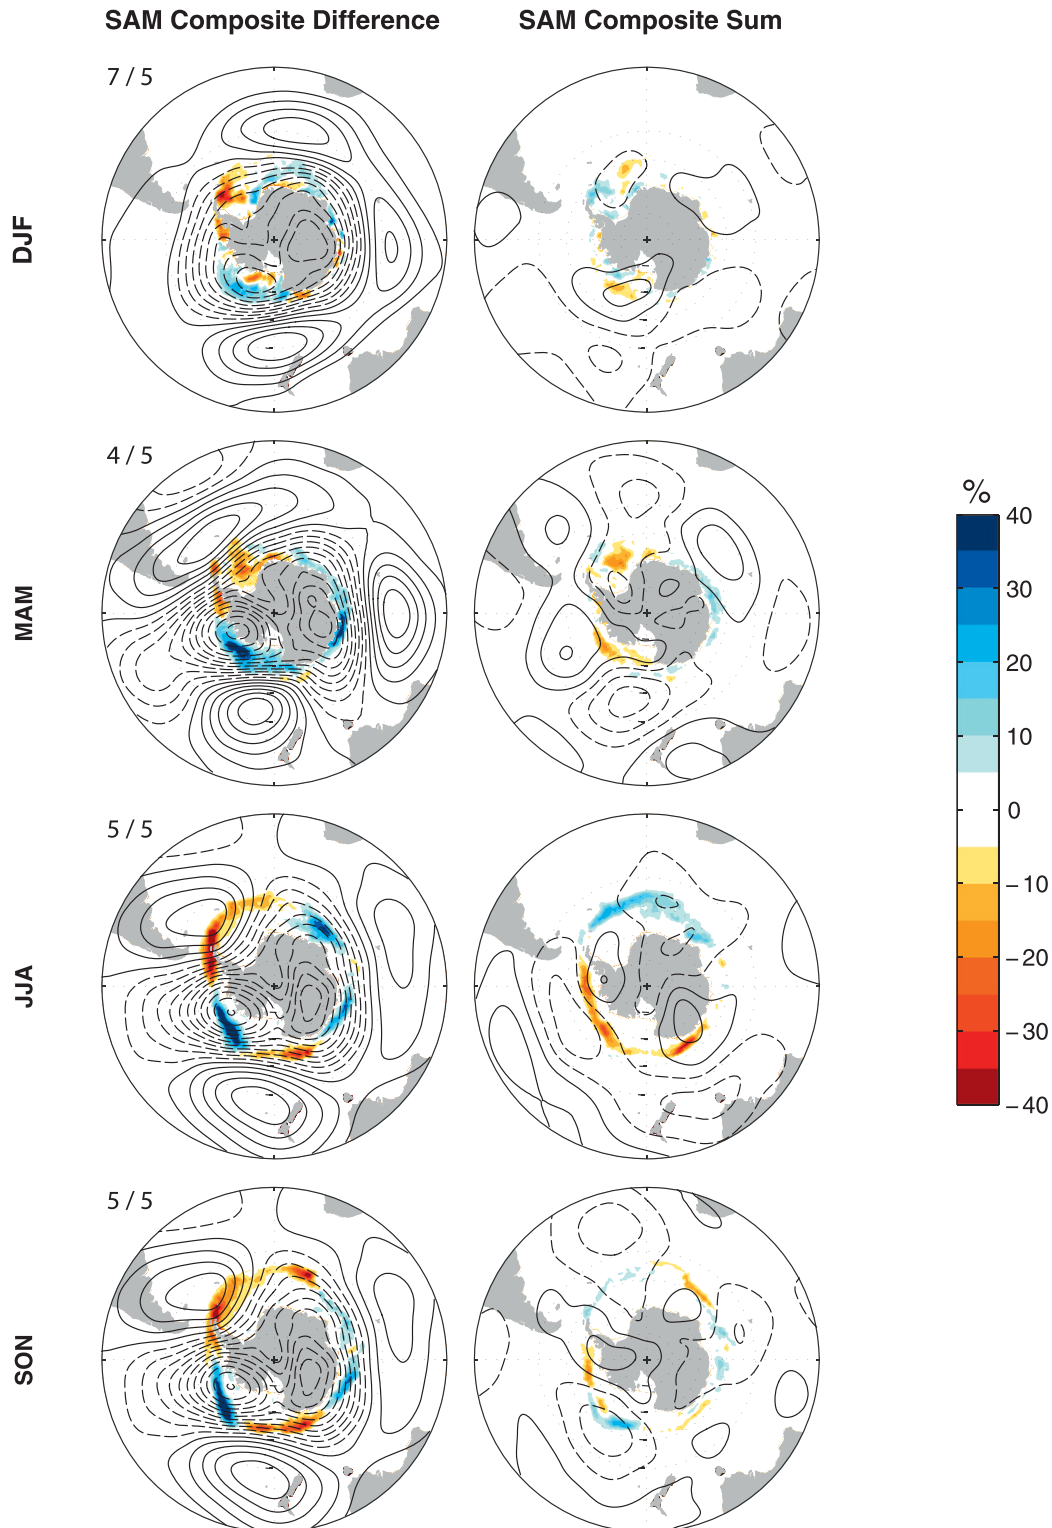 SAM Composite Difference
SAM Composite Sum
7 / 5
DJF
4 / 5
MAM
%
40
30
20
10
0
−10
−20
−30
−40
5 / 5
JJA
5 / 5
SON